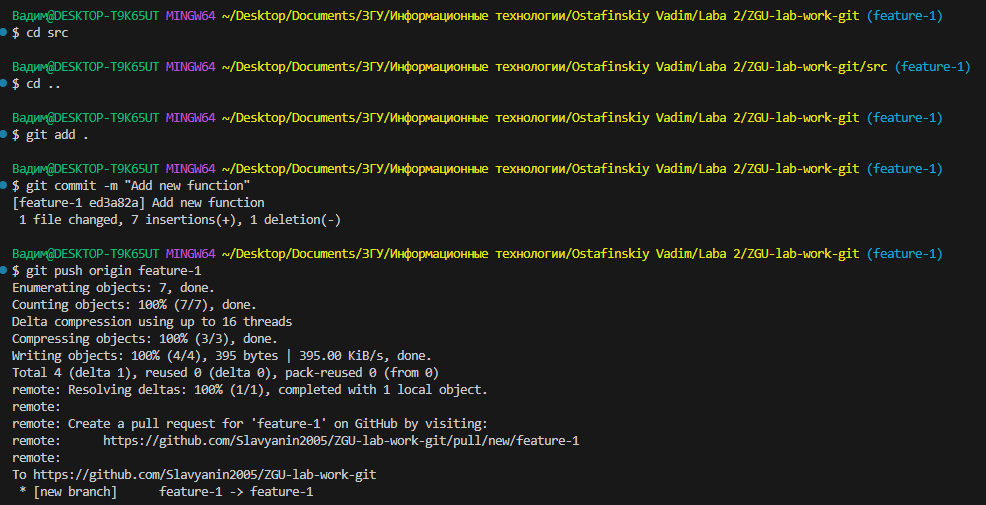 Вадим@DESKTOP-T9K65UT MINGW64 ~/Desktop/Documents/ЗГУ/Информационные технологии/Ostafinskiy Vadim/Laba 2/ZGU-lab-work-git (feature-1)
$ cd src
Вадим@DESKTOP-T9K65UT MINGW64 ~/Desktop/Documents/ЗГУ/Информационные технологии/Ostafinskiy Vadim/Laba 2/ZGU-lab-work-git/src (feature-1)
$ cd ..
Вадим@DESKTOP-T9K65UT MINGW64 ~/Desktop/Documents/ЗГУ/Информационные технологии/Ostafinskiy Vadim/Laba 2/ZGU-lab-work-git (feature-1)
$ git add .
Вадим@DESKTOP-T9K65UT MINGW64 ~/Desktop/Documents/ЗГУ/Информационные технологии/Ostafinskiy Vadim/Laba 2/ZGU-lab-work-git (feature-1)
$ git commit -m "Add new function"
[feature-1 ed3a82a] Add new function
 1 file changed, 7 insertions(+), 1 deletion(-)
Вадим@DESKTOP-T9K65UT MINGW64 ~/Desktop/Documents/ЗГУ/Информационные технологии/Ostafinskiy Vadim/Laba 2/ZGU-lab-work-git (feature-1)
$ git push origin feature-1
Enumerating objects: 7, done.
Counting objects: 100% (7/7), done.
Delta compression using up to 16 threads
Compressing objects: 100% (3/3), done.
Writing objects: 100% (4/4), 395 bytes | 395.00 KiB/s, done.
Total 4 (delta 1), reused 0 (delta 0), pack-reused 0 (from 0)
remote: Resolving deltas: 100% (1/1), completed with 1 local object.
remote:
remote: Create a pull request for 'feature-1' on GitHub by visiting:
remote:      https://github.com/Slavyanin2005/ZGU-lab-work-git/pull/new/feature-1
remote:
To https://github.com/Slavyanin2005/ZGU-lab-work-git
 * [new branch]      feature-1 -> feature-1